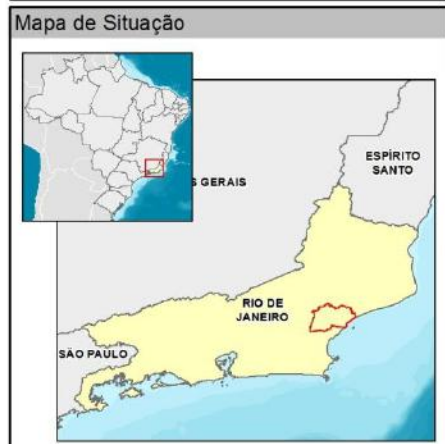 Mapa de Situação
S GERAIS
ESPÍRITO
SANTO
RIO DE
JANEIRO
SÃO PAULO